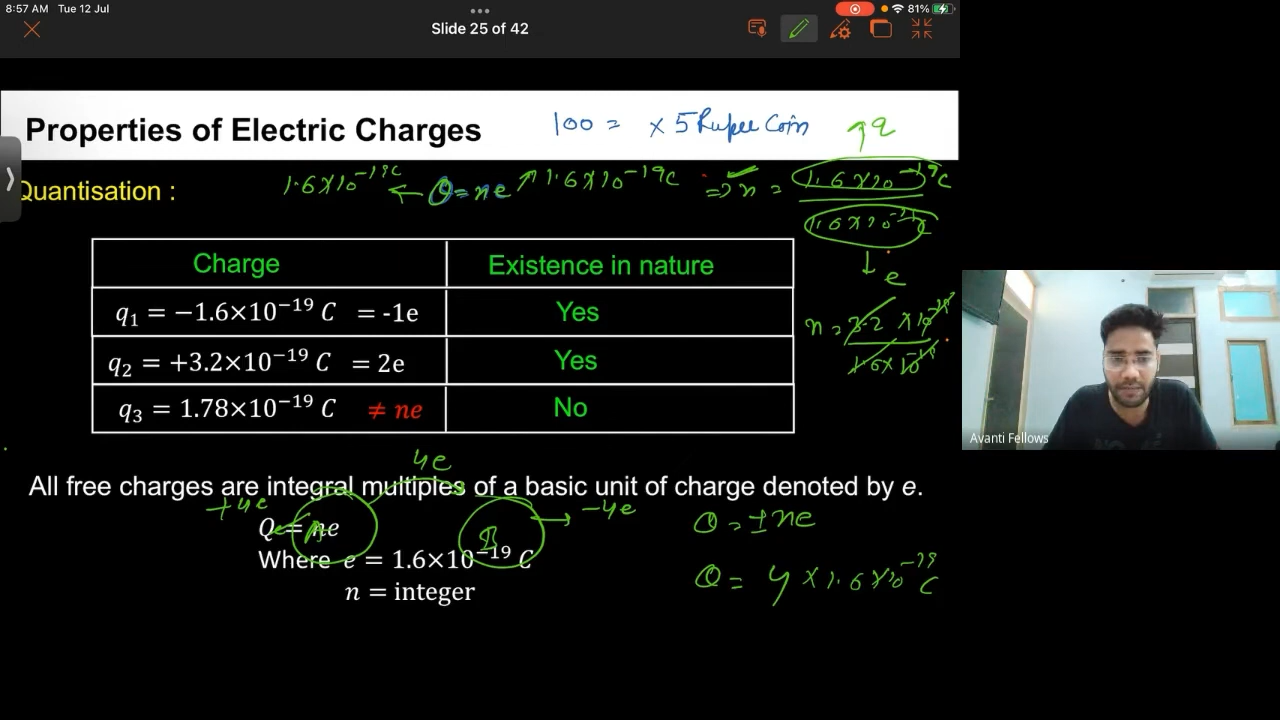 8:57 AM Tue 12 Jul
81%
Slide 25 of 42
Properties of Electric Charges
100 = × 5 Rupee Coin
q
Quantisation :
1.6×10⁻¹⁹C ← Q=ne ↗ 1.6×10⁻¹⁹C ⇒ n = 1.6×10⁻¹⁹C
1.6×10⁻¹⁹C
↓ e
Charge Existence in nature
q₁ = −1.6×10⁻¹⁹ C = -1e Yes
n = 3.2 ×10⁻¹⁹
1.6×10⁻¹⁹
q₂ = +3.2×10⁻¹⁹ C = 2e Yes
q₃ = 1.78×10⁻¹⁹ C ≠ ne No
Avanti Fellows
4e
All free charges are integral multiples of a basic unit of charge denoted by e.
+4e A B → −4e
Q = ne
Q = ±ne
Where e = 1.6×10⁻¹⁹ C
Q = 4 × 1.6×10⁻¹⁹ C
n = integer